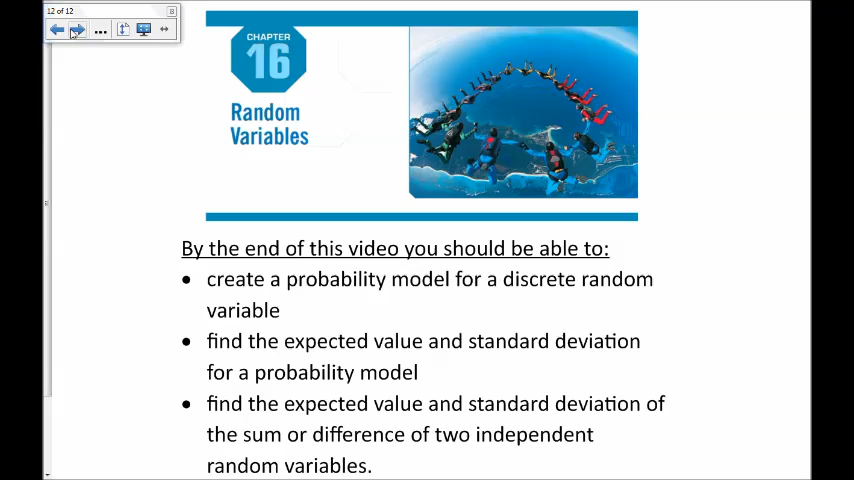 12 of 12
CHAPTER
16
Random
Variables
By the end of this video you should be able to:
• create a probability model for a discrete random
variable
• find the expected value and standard deviation
for a probability model
• find the expected value and standard deviation of
the sum or difference of two independent
random variables.